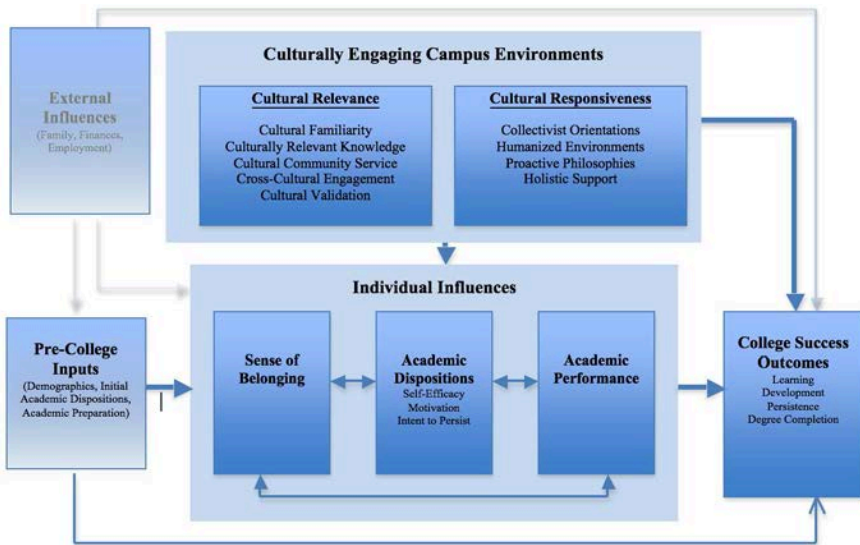 Culturally Engaging Campus Environments
External
Influences
(Family, Finances,
Employment)
Cultural Relevance
Cultural Familiarity
Culturally Relevant Knowledge
Cultural Community Service
Cross-Cultural Engagement
Cultural Validation
Cultural Responsiveness
Collectivist Orientations
Humanized Environments
Proactive Philosophies
Holistic Support
Individual Influences
Pre-College
Inputs
(Demographics, Initial
Academic Dispositions,
Academic Preparation)
Sense of
Belonging
Academic
Dispositions
Self-Efficacy
Motivation
Intent to Persist
Academic
Performance
College Success
Outcomes
Learning
Development
Persistence
Degree Completion